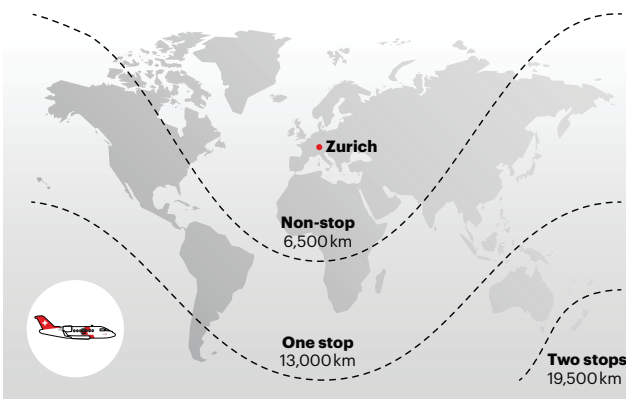 Zurich
Non-stop
6,500 km
One stop
13,000 km
Two stops
19,500 km